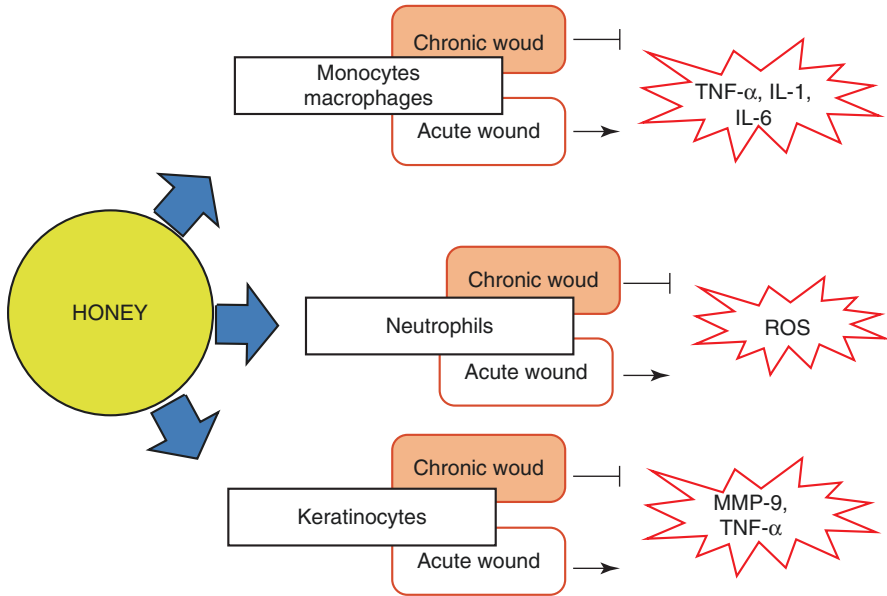 Chronic woud
Monocytes
macrophages
Acute wound
TNF-α, IL-1,
IL-6
HONEY
Chronic woud
Neutrophils
Acute wound
ROS
Chronic woud
Keratinocytes
Acute wound
MMP-9,
TNF-α